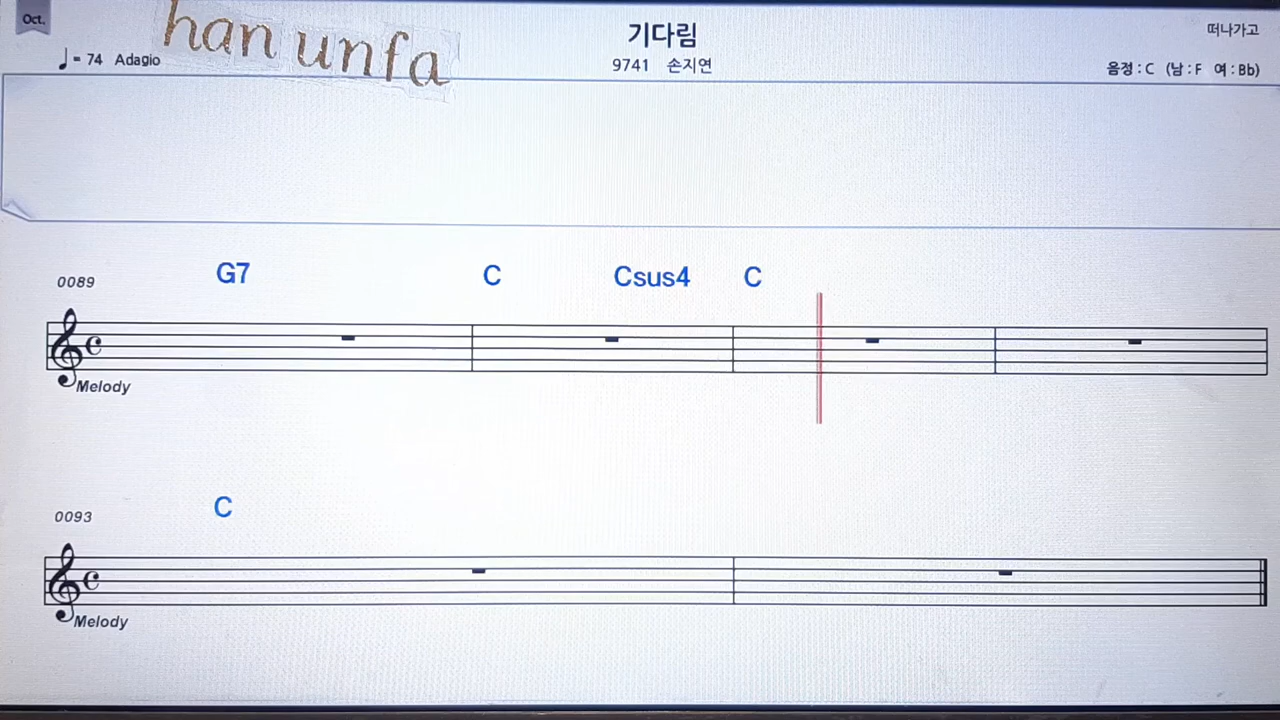 Oct.
han unfa
기다림
떠나가고
♩= 74 Adagio
9741 손지연
음정 : C (남 : F 여 : Bb)
0089
G7 C Csus4 C
Melody
0093
C
Melody